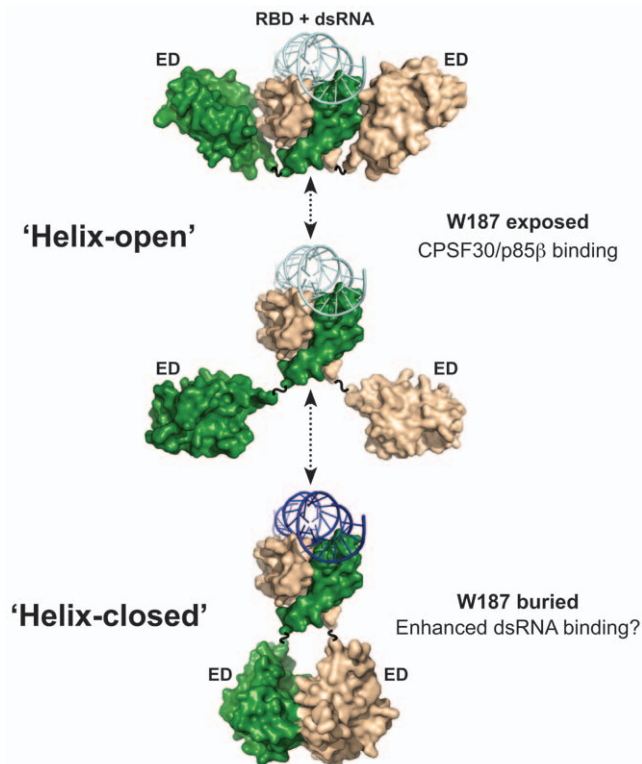 RBD + dsRNA
ED
ED
'Helix-open'
W187 exposed
CPSF30/p85β binding
ED
ED
'Helix-closed'
W187 buried
Enhanced dsRNA binding?
ED
ED